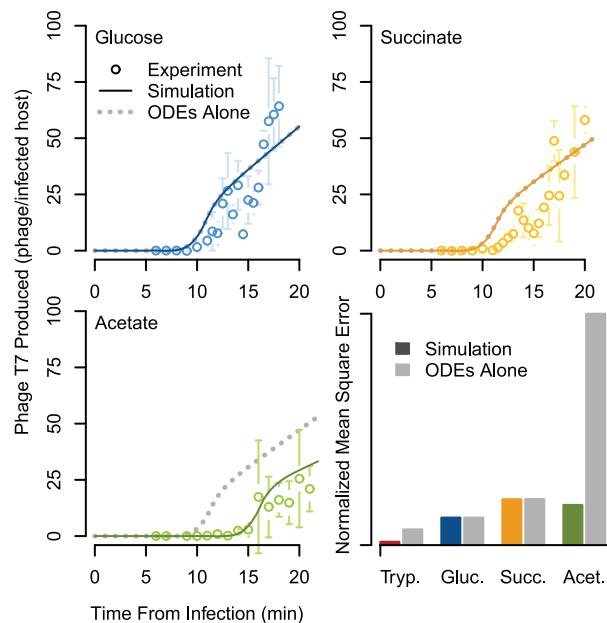 Phage T7 Produced (phage/infected host)
Glucose
Experiment
Simulation
ODEs Alone
0 25 50 75 100
0 5 10 15 20
Succinate
0 25 50 75 100
0 5 10 15 20
Acetate
0 25 50 75 100
0 5 10 15 20
Time From Infection (min)
Normalized Mean Square Error
Simulation
ODEs Alone
Tryp. Gluc. Succ. Acet.